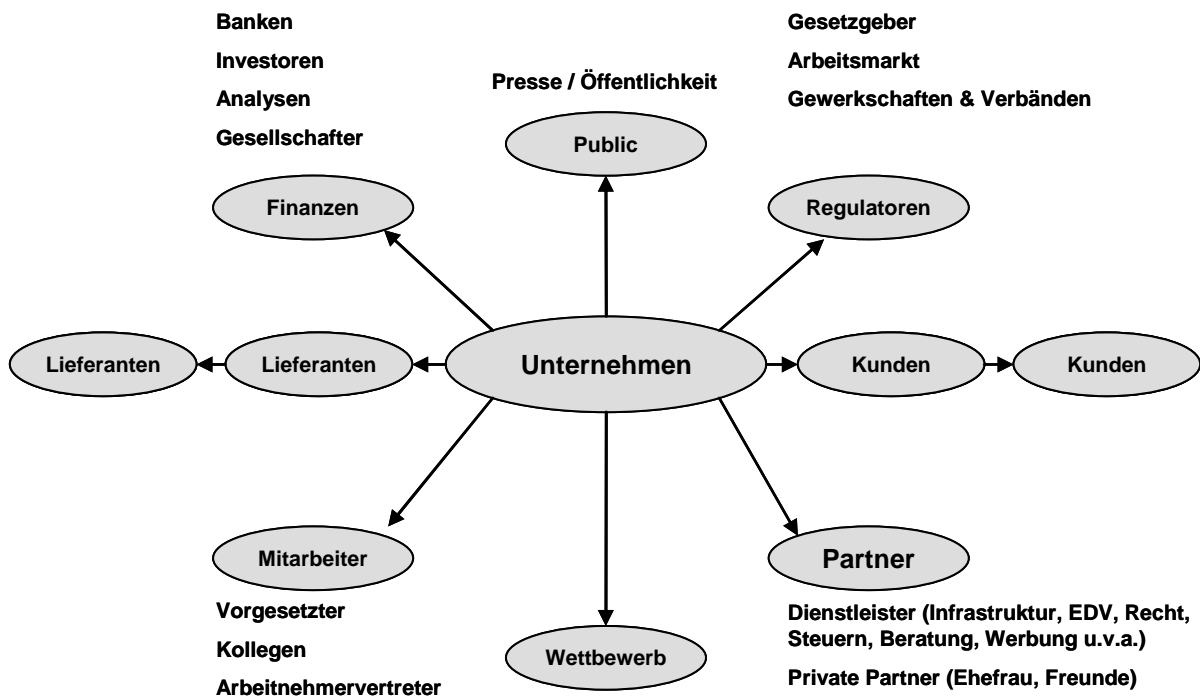 Banken
Investoren
Analysen
Gesellschafter
Presse / Öffentlichkeit
Gesetzgeber
Arbeitsmarkt
Gewerkschaften & Verbänden
Public
Finanzen
Regulatoren
Lieferanten
Lieferanten
Unternehmen
Kunden
Kunden
Mitarbeiter
Partner
Vorgesetzter
Kollegen
Arbeitnehmervertreter
Wettbewerb
Dienstleister (Infrastruktur, EDV, Recht,
Steuern, Beratung, Werbung u.v.a.)
Private Partner (Ehefrau, Freunde)